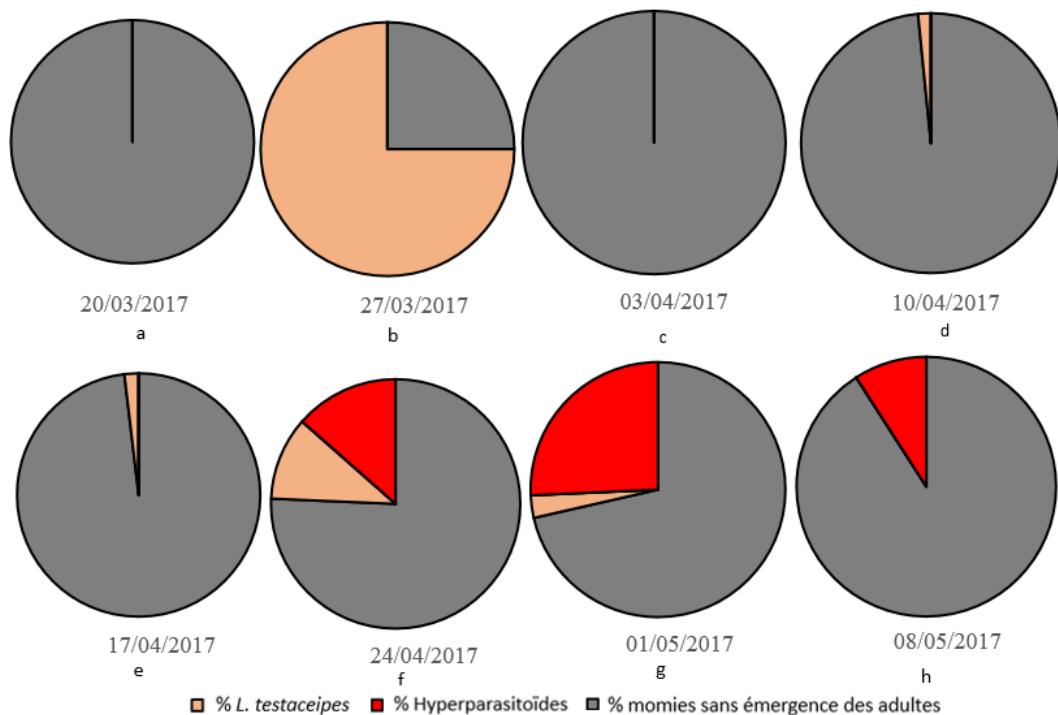 20/03/2017 27/03/2017 03/04/2017 10/04/2017
a b c d
17/04/2017 24/04/2017 01/05/2017 08/05/2017
e f g h
% L. testaceipes % Hyperparasitoïdes % momies sans émergence des adultes